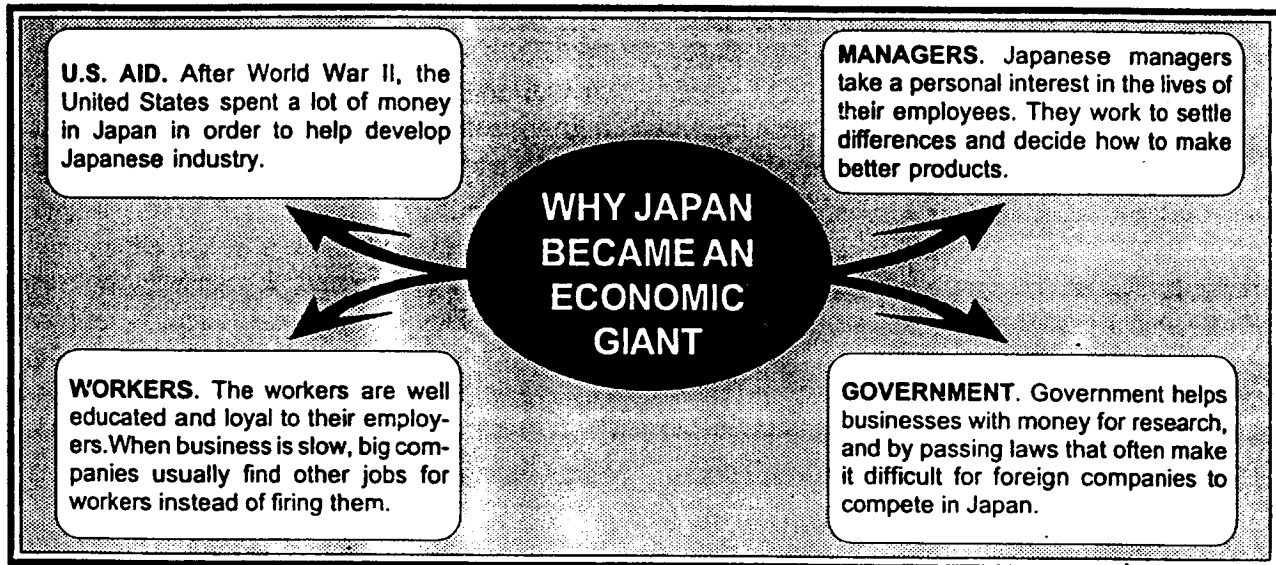 U.S. AID. After World War II, the
United States spent a lot of money
in Japan in order to help develop
Japanese industry.
MANAGERS. Japanese managers
take a personal interest in the lives of
their employees. They work to settle
differences and decide how to make
better products.
WHY JAPAN
BECAME AN
ECONOMIC
GIANT
WORKERS. The workers are well
educated and loyal to their employ-
ers.When business is slow, big com-
panies usually find other jobs for
workers instead of firing them.
GOVERNMENT. Government helps
businesses with money for research,
and by passing laws that often make
it difficult for foreign companies to
compete in Japan.